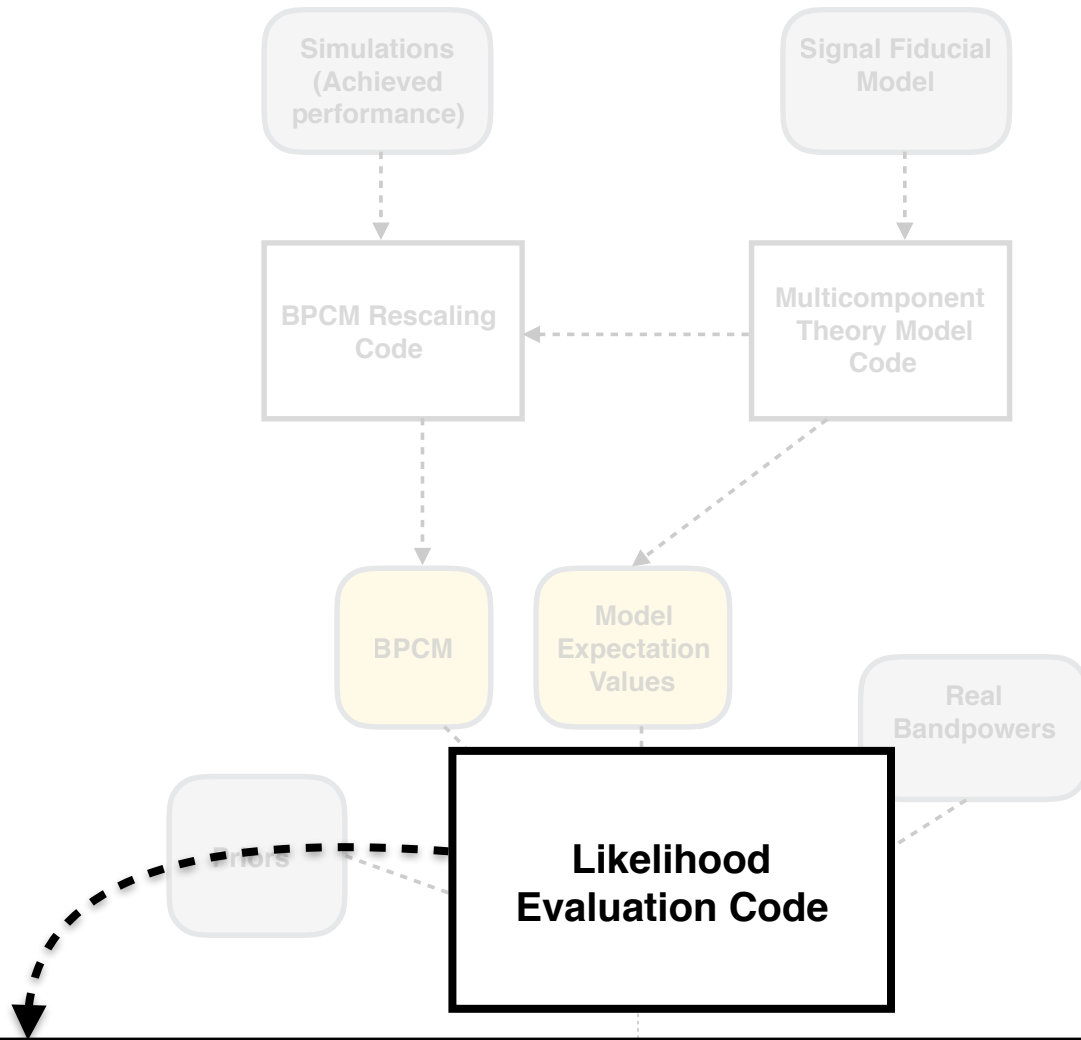 Simulations
(Achieved
performance)
Signal Fiducial
Model
BPCM Rescaling
Code
Multicomponent
Theory Model
Code
BPCM
Model
Expectation
Values
Real
Bandpowers
Priors
Likelihood
Evaluation Code